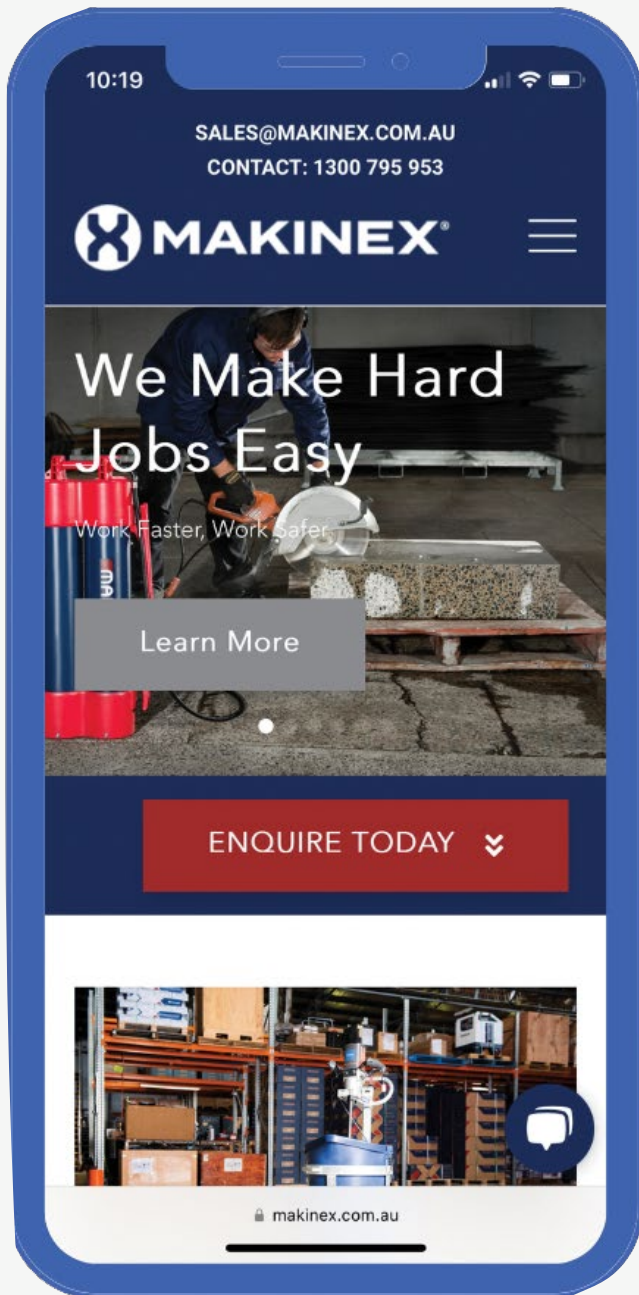 10:19
SALES@MAKINEX.COM.AU
CONTACT: 1300 795 953
MAKINEX®
We Make Hard
Jobs Easy
Work Faster, Work Safer
Learn More
MA
ENQUIRE TODAY
makinex.com.au